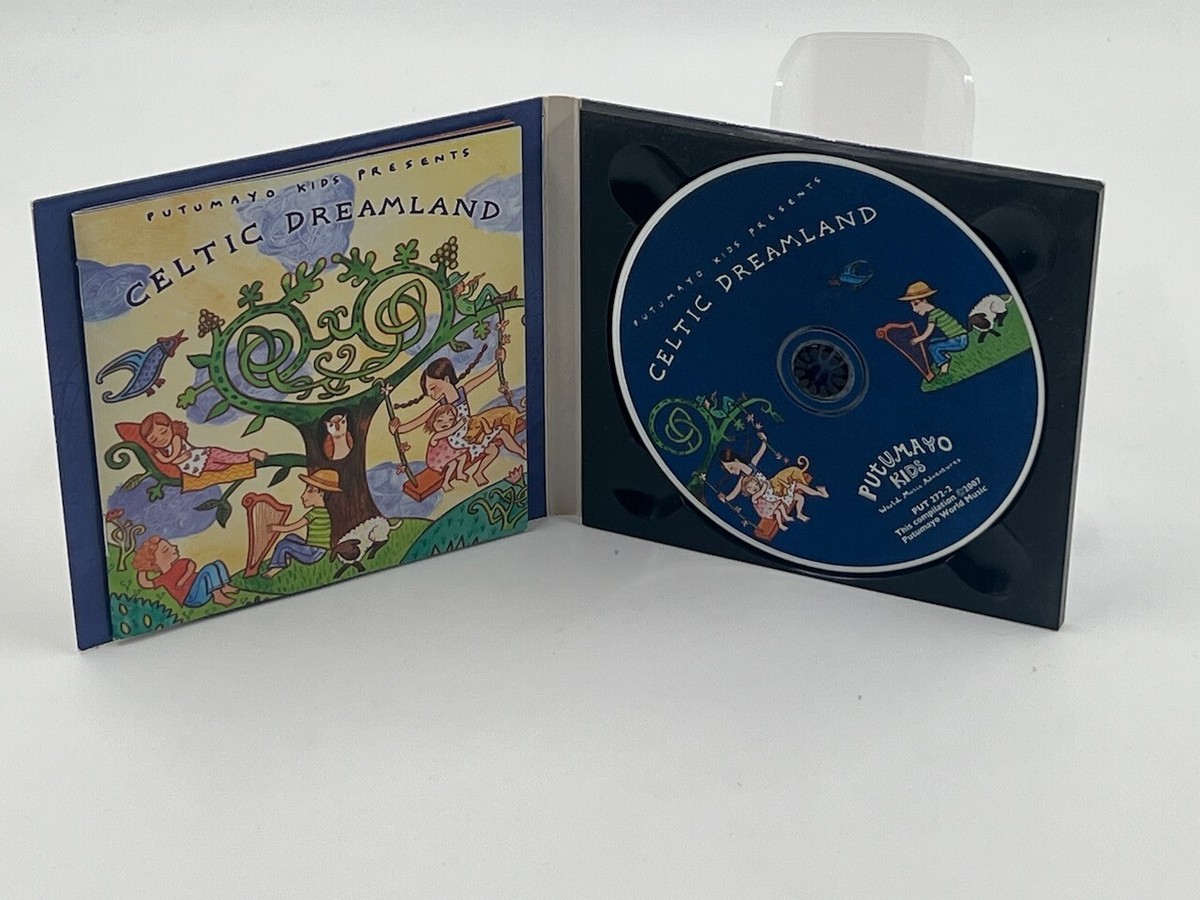 PUTUMAYO KIDS PRESENTS
CELTIC DREAMLAND
PUTUMAYO KIDS PRESENTS
CELTIC DREAMLAND
PUTUMAYO
KIDS
World Music Adventures
PUT 272-2
This compilation ©2007
Putumayo World Music